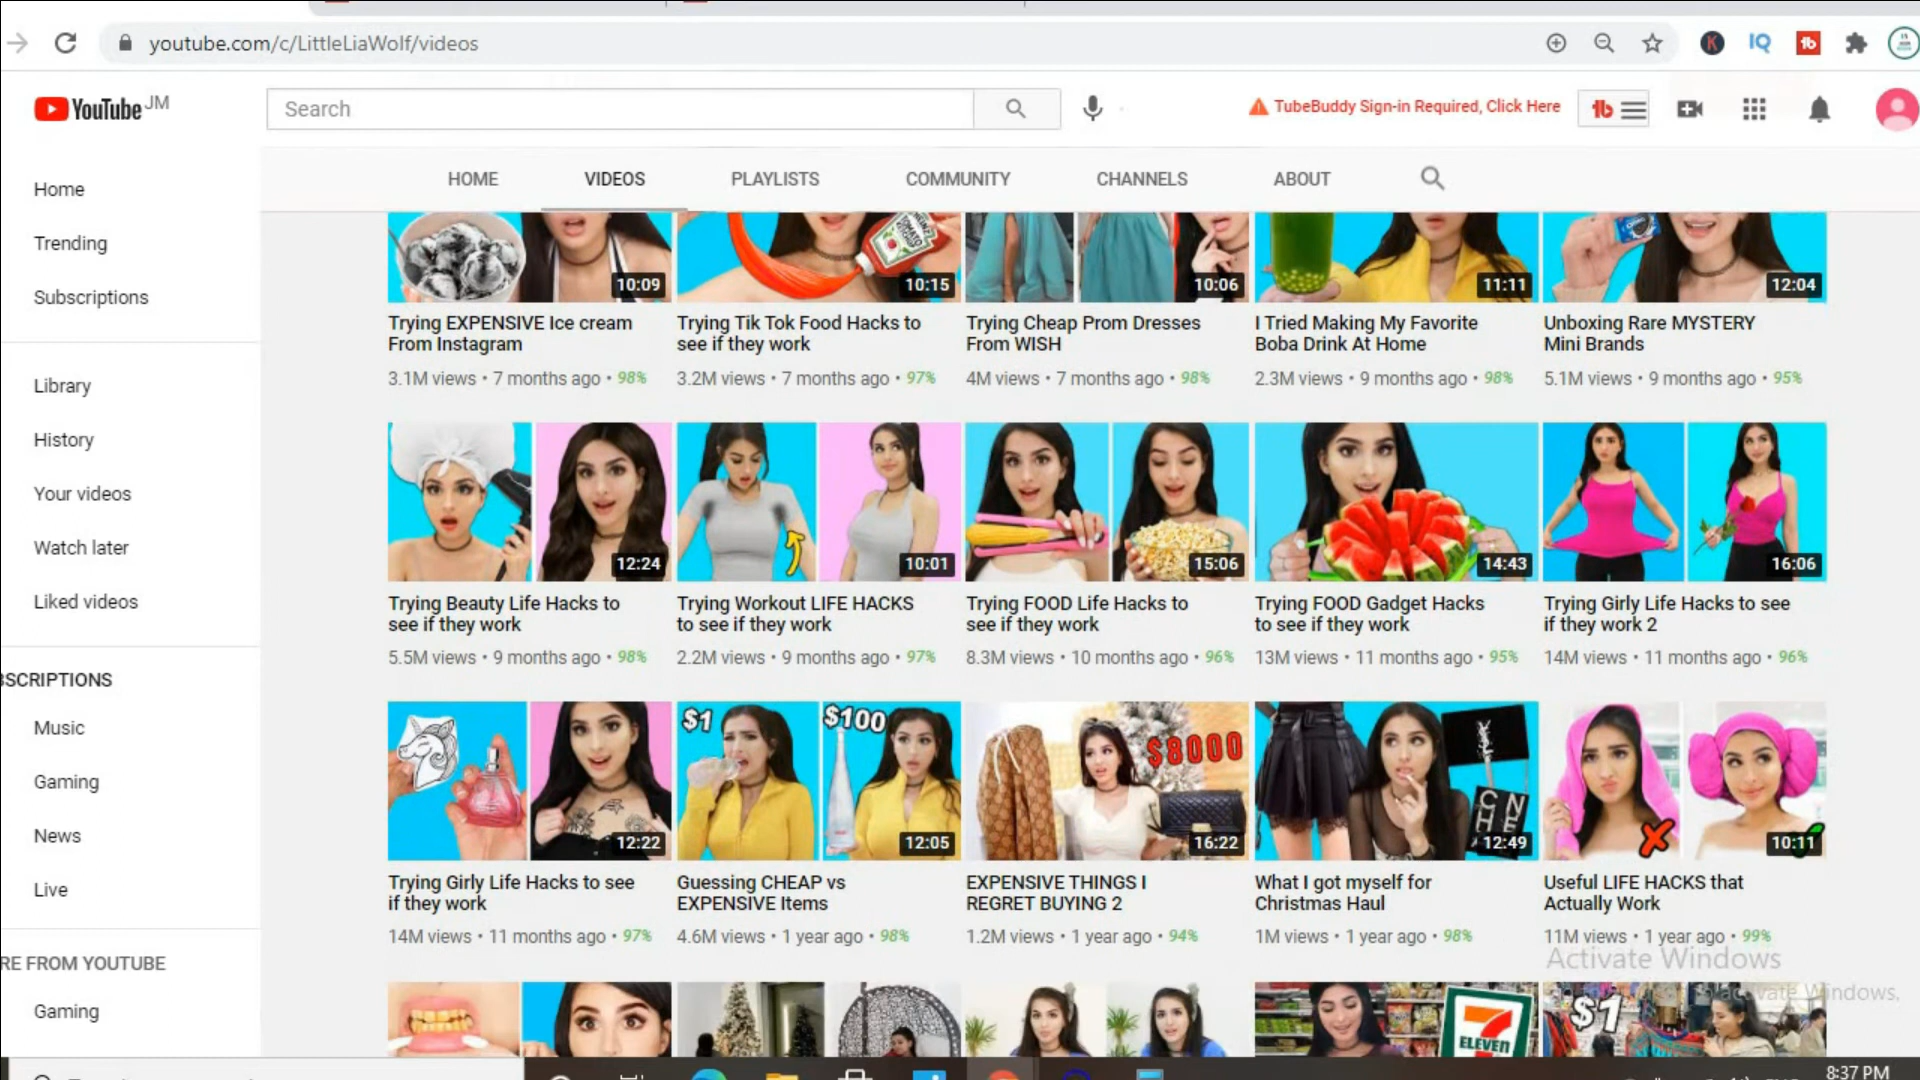 youtube.com/c/LittleLiaWolf/videos
K
IQ
tb
YouTube JM
Search
TubeBuddy Sign-in Required, Click Here
tb
HOME
VIDEOS
PLAYLISTS
COMMUNITY
CHANNELS
ABOUT
Home
Trending
Subscriptions
Library
History
Your videos
Watch later
Liked videos
BSCRIPTIONS
Music
Gaming
News
Live
RE FROM YOUTUBE
Gaming
HEINZ
TOMATO
10:09
10:15
10:06
11:11
12:04
Trying EXPENSIVE Ice cream
From Instagram
3.1M views • 7 months ago • 98%
Trying Tik Tok Food Hacks to
see if they work
3.2M views • 7 months ago • 97%
Trying Cheap Prom Dresses
From WISH
4M views • 7 months ago • 98%
I Tried Making My Favorite
Boba Drink At Home
2.3M views • 9 months ago • 98%
Unboxing Rare MYSTERY
Mini Brands
5.1M views • 9 months ago • 95%
12:24
10:01
15:06
14:43
16:06
Trying Beauty Life Hacks to
see if they work
5.5M views • 9 months ago • 98%
Trying Workout LIFE HACKS
to see if they work
2.2M views • 9 months ago • 97%
Trying FOOD Life Hacks to
see if they work
8.3M views • 10 months ago • 96%
Trying FOOD Gadget Hacks
to see if they work
13M views • 11 months ago • 95%
Trying Girly Life Hacks to see
if they work 2
14M views • 11 months ago • 96%
$1
$100
$8000
12:22
12:05
16:22
12:49
10:11
Trying Girly Life Hacks to see
if they work
14M views • 11 months ago • 97%
Guessing CHEAP vs
EXPENSIVE Items
4.6M views • 1 year ago • 98%
EXPENSIVE THINGS I
REGRET BUYING 2
1.2M views • 1 year ago • 94%
What I got myself for
Christmas Haul
1M views • 1 year ago • 98%
Useful LIFE HACKS that
Actually Work
11M views • 1 year ago • 99%
Activate Windows
Windows,
7
ELEVEN
$1
8:37 PM